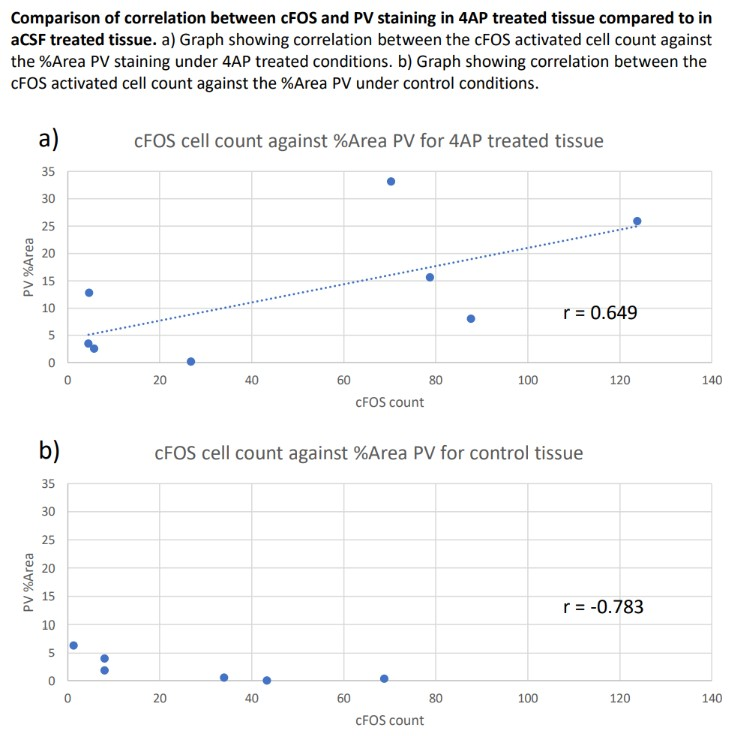 Comparison of correlation between cFOS and PV staining in 4AP treated tissue compared to in
aCSF treated tissue. a) Graph showing correlation between the cFOS activated cell count against
the %Area PV staining under 4AP treated conditions. b) Graph showing correlation between the
cFOS activated cell count against the %Area PV under control conditions.
a)
cFOS cell count against %Area PV for 4AP treated tissue
35
30
25
20
15
10
5
0
PV %Area
r = 0.649
0 20 40 60 80 100 120 140
cFOS count
b)
cFOS cell count against %Area PV for control tissue
35
30
25
20
15
10
5
0
PV %Area
r = -0.783
0 20 40 60 80 100 120 140
cFOS count